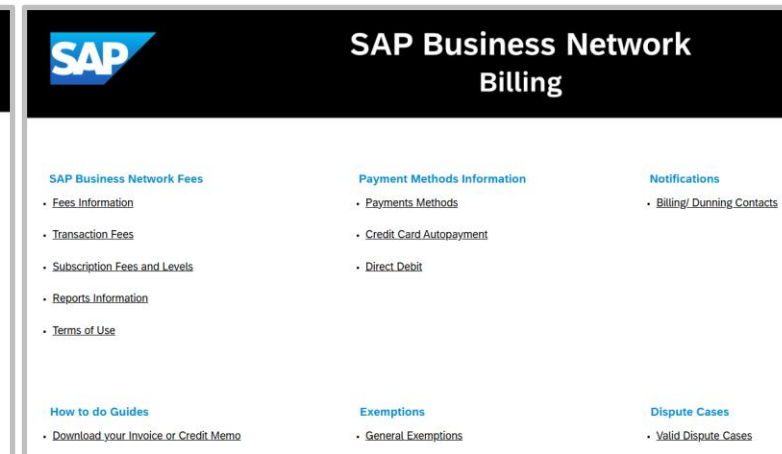 SAP
SAP Business Network
Billing
SAP Business Network Fees
• Fees Information
• Transaction Fees
• Subscription Fees and Levels
• Reports Information
• Terms of Use
Payment Methods Information
• Payments Methods
• Credit Card Autopayment
• Direct Debit
Notifications
• Billing/ Dunning Contacts
How to do Guides
• Download your Invoice or Credit Memo
Exemptions
• General Exemptions
Dispute Cases
• Valid Dispute Cases